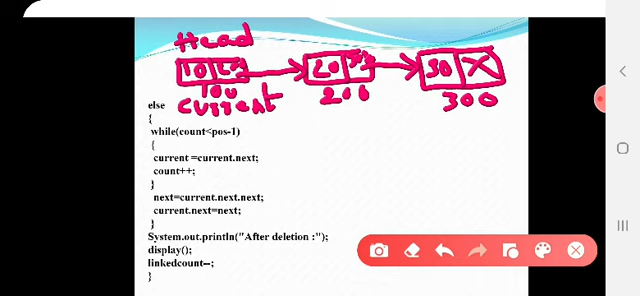 Head
10 20 30 X
100 200 300
current
else
{
while(count<pos-1)
{
current =current.next;
count++;
}
next=current.next.next;
current.next=next;
}
System.out.println("After deletion :");
display();
linkedcount--;
}